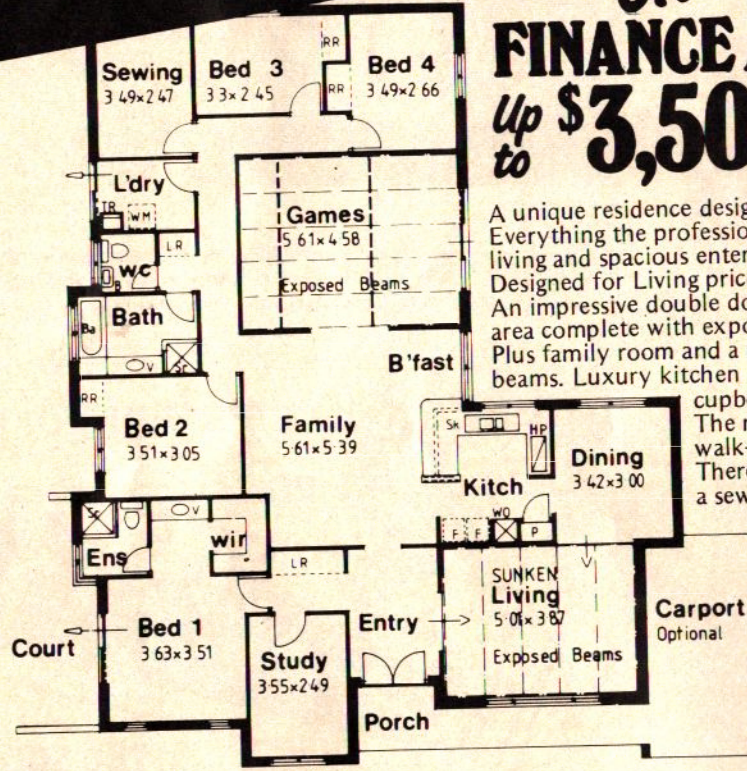 FINANCE
Up to $3,50
A unique residence desig
Everything the professio
living and spacious enter
Designed for Living pric
An impressive double do
area complete with expo
Plus family room and a
beams. Luxury kitchen
cupb
The
walk-
There
a sew
Sewing
3 49×2 47
Bed 3
3 3×2 45
RR
RR
Bed 4
3 49×2 66
L'dry
TR
WM
LR
wc
B
Games
5 61×4 58
Exposed Beams
Bath
Ba
V
Sr
B'fast
RR
Bed 2
3 51×3 05
Family
5·61×5·39
Sk
HP
Kitch
Dining
3·42×3 00
WO
F F
P
Sr
V
Ens
wir
LR
SUNKEN
Living
5·01×3 87
Exposed Beams
Entry
Carport
Optional
Court
Bed 1
3 63×3 51
Study
3·55×249
Porch